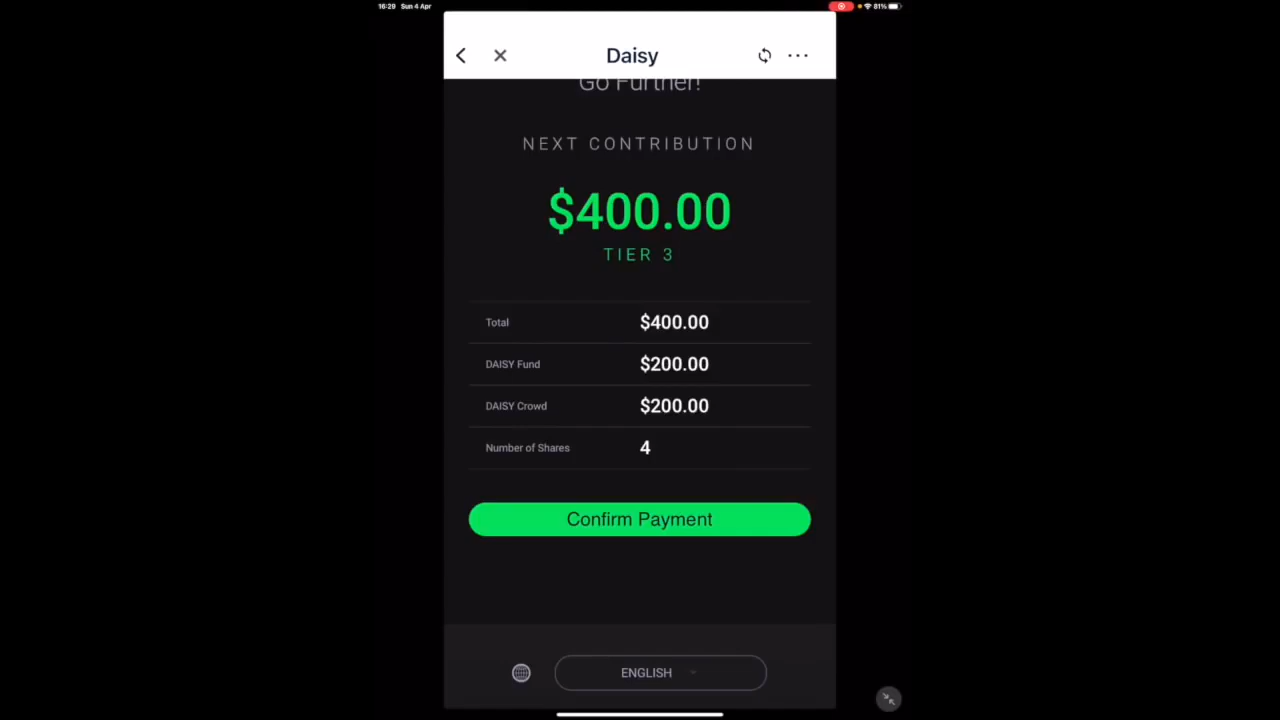 16:29 Sun 4 Apr
81%
Daisy
Go Further!
NEXT CONTRIBUTION
$400.00
TIER 3
Total $400.00
DAISY Fund $200.00
DAISY Crowd $200.00
Number of Shares 4
Confirm Payment
ENGLISH